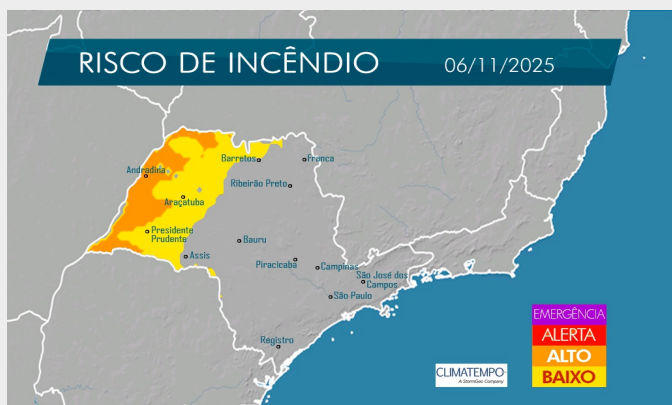 RISCO DE INCÊNDIO 06/11/2025
Barretos
Franca
Andradina
Ribeirão Preto
Araçatuba
Presidente
Prudente
Bauru
Assis
Piracicaba
Campinas
São José dos
Campos
São Paulo
Registro
EMERGÊNCIA
ALERTA
ALTO
BAIXO
CLIMATEMPO
A StormGeo Company